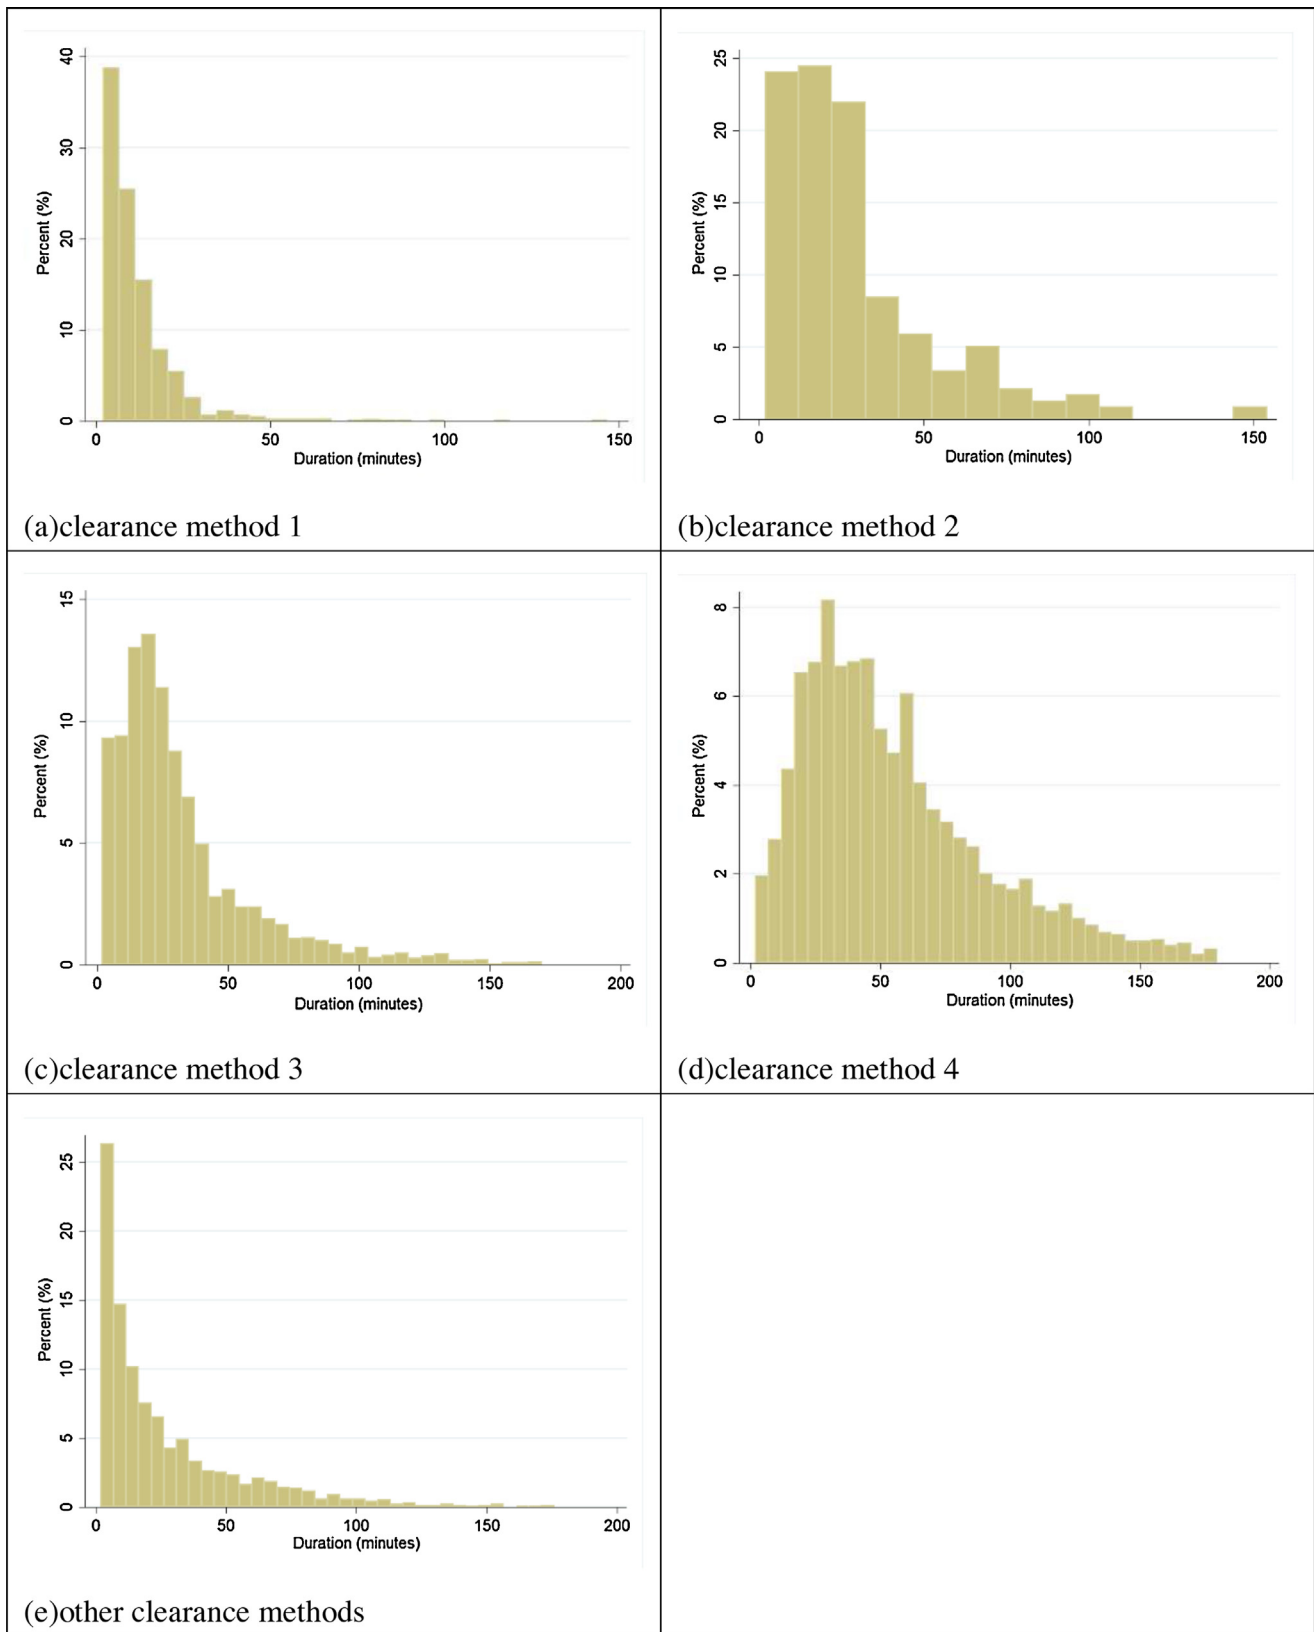 40
30
20
10
0
Percent (%)
0 50 100 150
Duration (minutes)
(a)clearance method 1
25
20
15
10
5
0
Percent (%)
0 50 100 150
Duration (minutes)
(b)clearance method 2
15
10
5
0
Percent (%)
0 50 100 150 200
Duration (minutes)
(c)clearance method 3
8
6
4
2
0
Percent (%)
0 50 100 150 200
Duration (minutes)
(d)clearance method 4
25
20
15
10
5
0
Percent (%)
0 50 100 150 200
Duration (minutes)
(e)other clearance methods